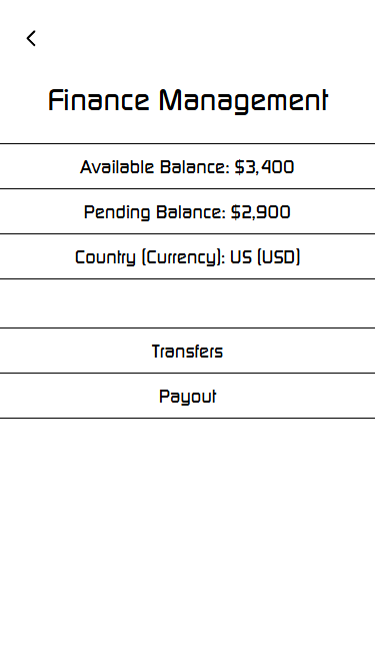 Finance Management
Available Balance: $3,400
Pending Balance: $2,900
Country (Currency): US (USD)
Transfers
Payout